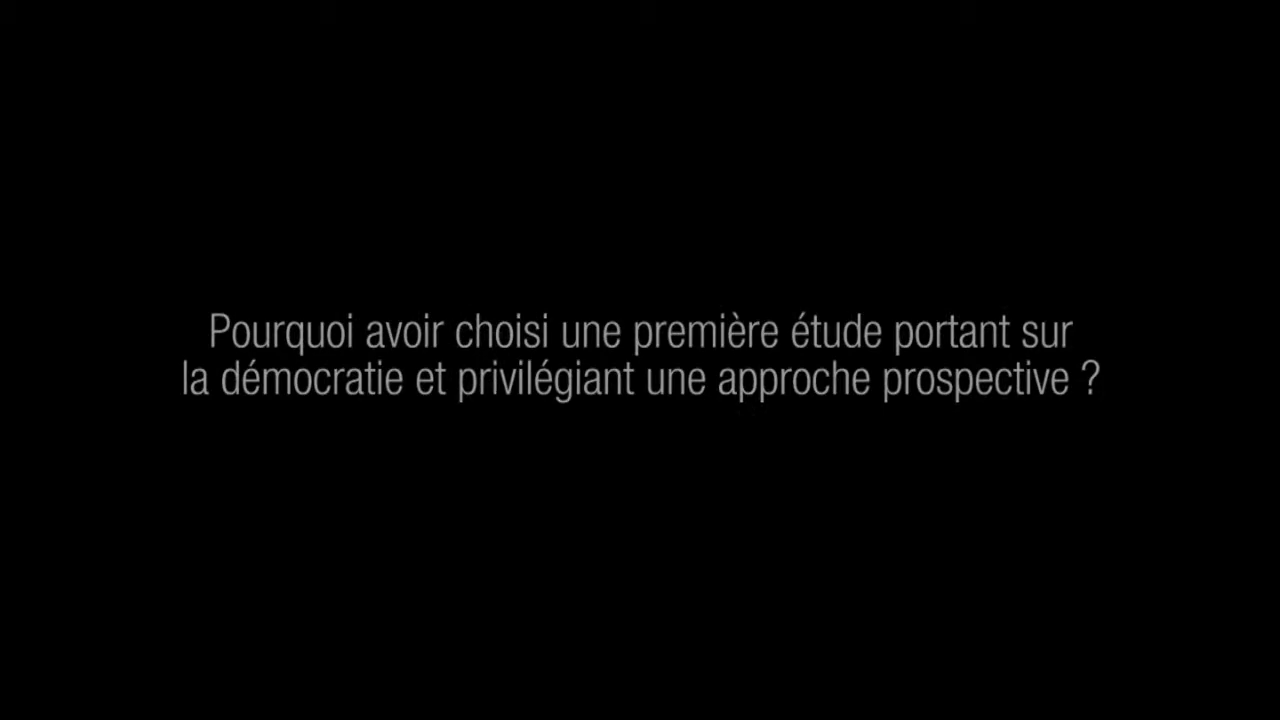 Pourquoi avoir choisi une première étude portant sur
la démocratie et privilégiant une approche prospective ?